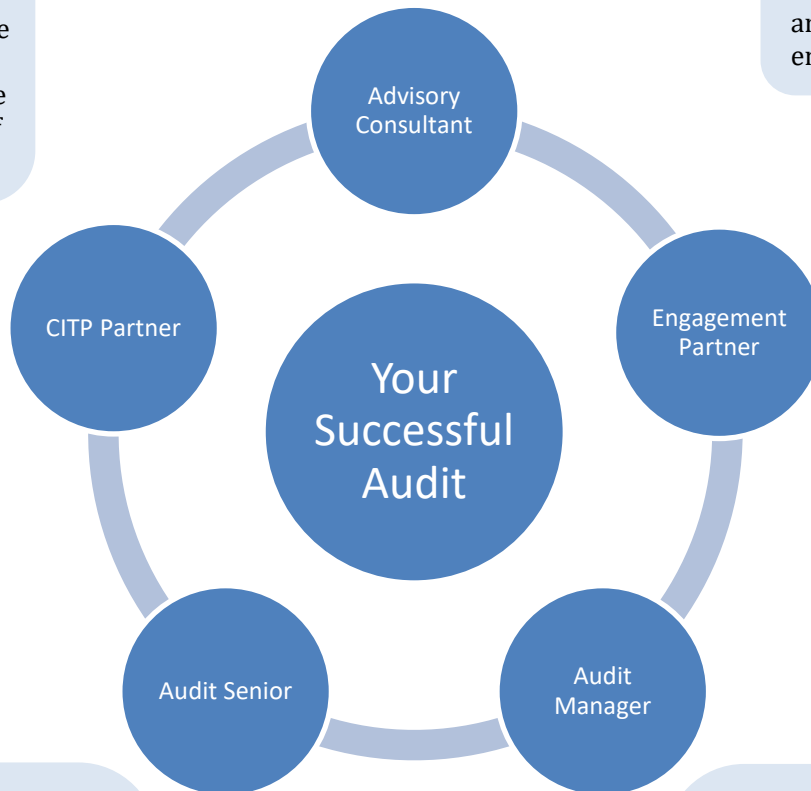 Advisory
Consultant
Engagement
Partner
CITP Partner
Your
Successful
Audit
Audit Senior
Audit
Manager